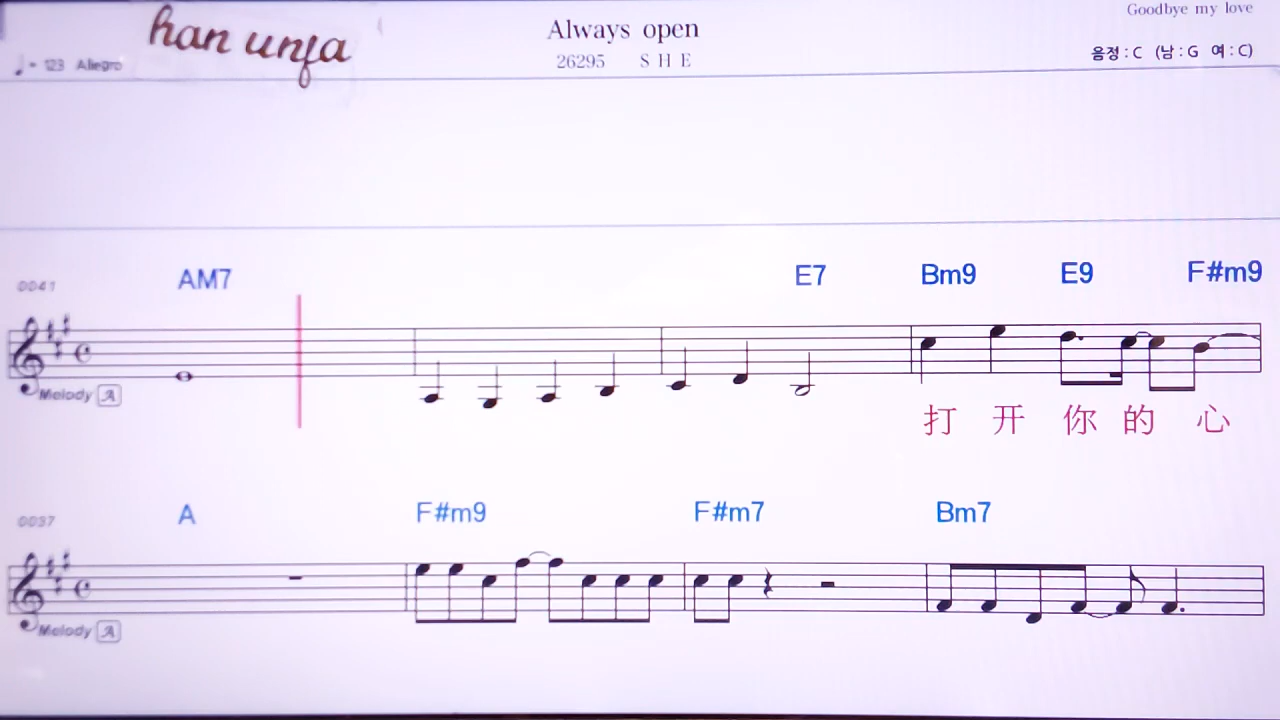 Goodbye my love
han unfa
Always open
♩= 123 Allegro
26295 S H E
음정 : C (남 : G 여 : C)
0041 AM7 E7 Bm9 E9 F#m9
Melody A
打 开 你 的 心
0037 A F#m9 F#m7 Bm7
Melody A